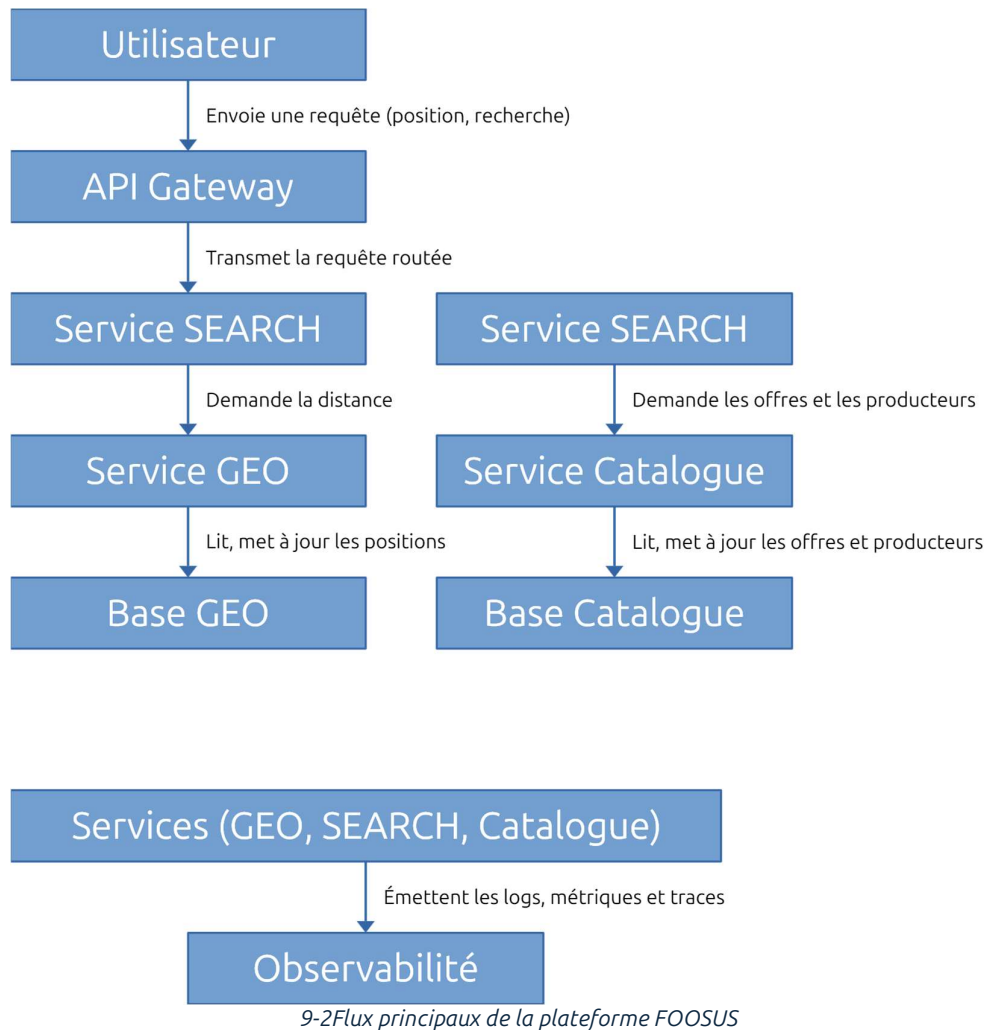 Utilisateur
Envoie une requête (position, recherche)
API Gateway
Transmet la requête routée
Service SEARCH
Demande la distance
Service GEO
Lit, met à jour les positions
Base GEO
Service SEARCH
Demande les offres et les producteurs
Service Catalogue
Lit, met à jour les offres et producteurs
Base Catalogue
Services (GEO, SEARCH, Catalogue)
Émettent les logs, métriques et traces
Observabilité
9-2Flux principaux de la plateforme FOOSUS